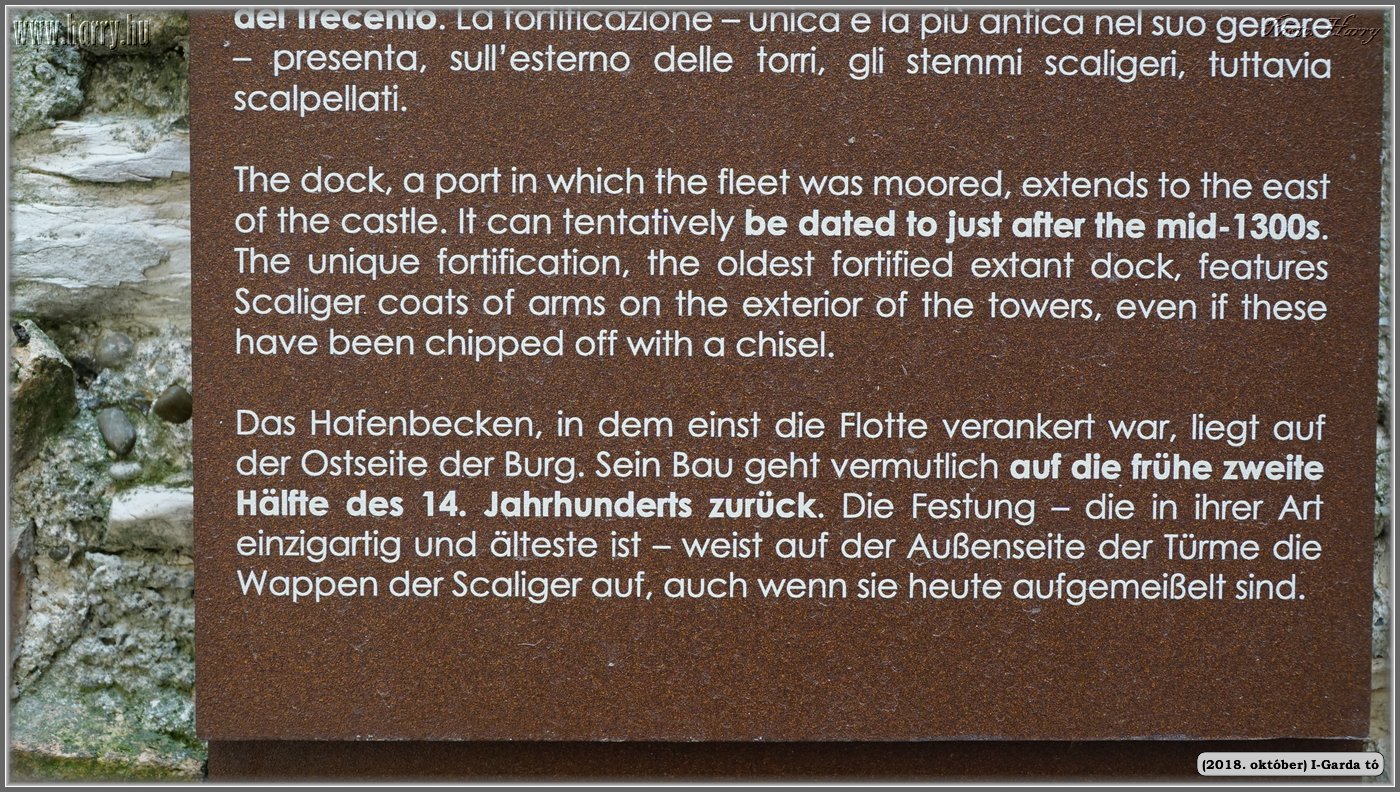 www.harry.hu
del Trecento. La fortificazione – unica e la più antica nel suo genere
– presenta, sull'esterno delle torri, gli stemmi scaligeri, tuttavia
scalpellati.
The dock, a port in which the fleet was moored, extends to the east
of the castle. It can tentatively be dated to just after the mid-1300s.
The unique fortification, the oldest fortified extant dock, features
Scaliger coats of arms on the exterior of the towers, even if these
have been chipped off with a chisel.
Das Hafenbecken, in dem einst die Flotte verankert war, liegt auf
der Ostseite der Burg. Sein Bau geht vermutlich auf die frühe zweite
Hälfte des 14. Jahrhunderts zurück. Die Festung – die in ihrer Art
einzigartig und älteste ist – weist auf der Außenseite der Türme die
Wappen der Scaliger auf, auch wenn sie heute aufgemeißelt sind.
(2018. október) I-Garda tó